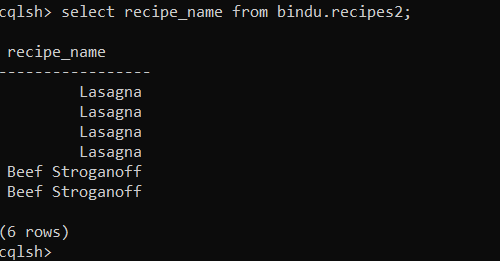 cqlsh> select recipe_name from bindu.recipes2;
recipe_name
-----------------
Lasagna
Lasagna
Lasagna
Lasagna
Beef Stroganoff
Beef Stroganoff
(6 rows)
cqlsh>